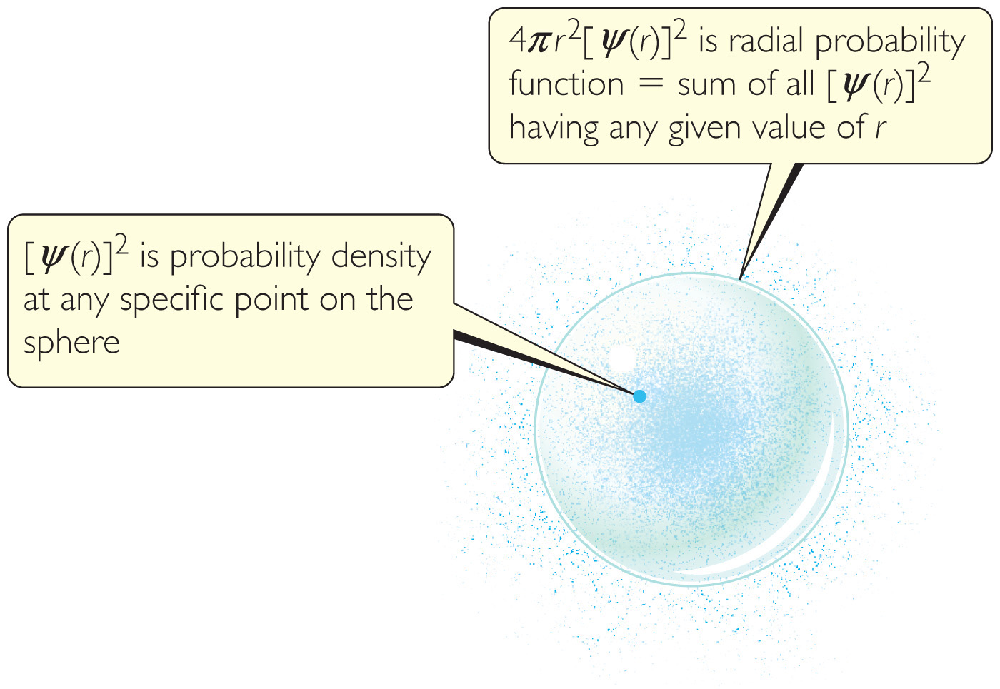 4πr²[ψ(r)]² is radial probability
function = sum of all [ψ(r)]²
having any given value of r
[ψ(r)]² is probability density
at any specific point on the
sphere